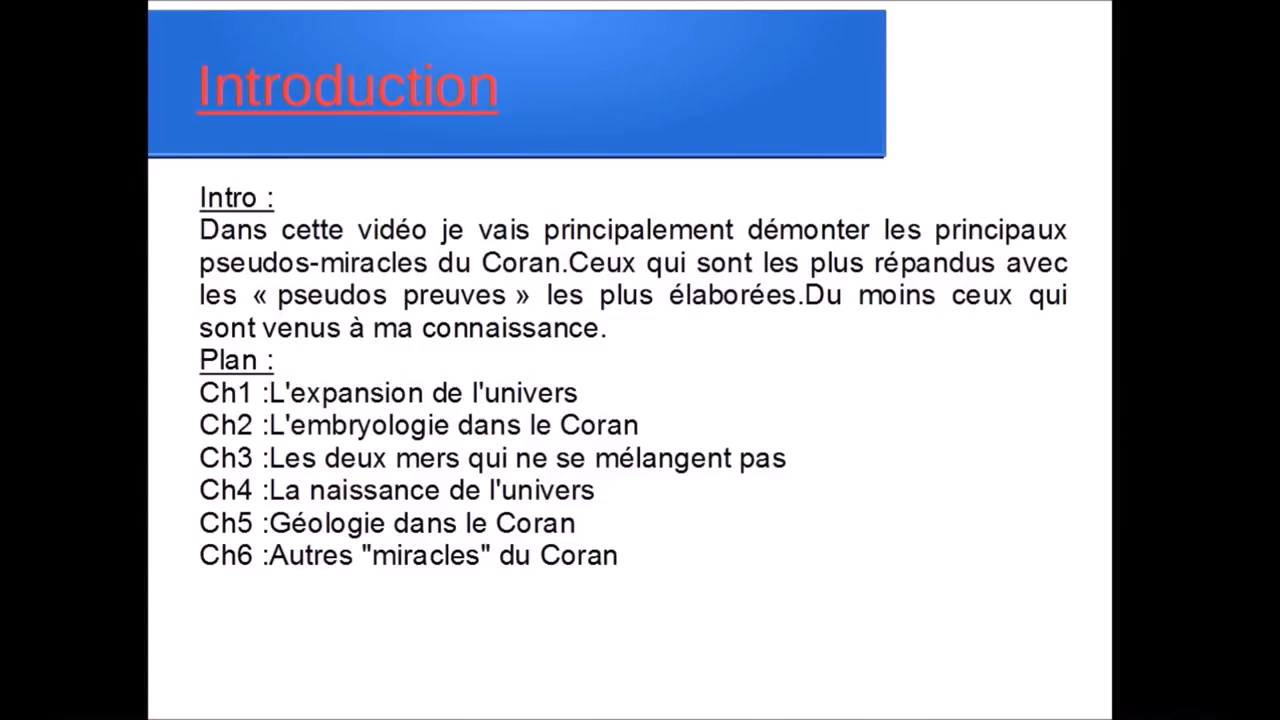 Introduction
Intro :
Dans cette vidéo je vais principalement démonter les principaux
pseudos-miracles du Coran.Ceux qui sont les plus répandus avec
les « pseudos preuves » les plus élaborées.Du moins ceux qui
sont venus à ma connaissance.
Plan :
Ch1 :L'expansion de l'univers
Ch2 :L'embryologie dans le Coran
Ch3 :Les deux mers qui ne se mélangent pas
Ch4 :La naissance de l'univers
Ch5 :Géologie dans le Coran
Ch6 :Autres "miracles" du Coran